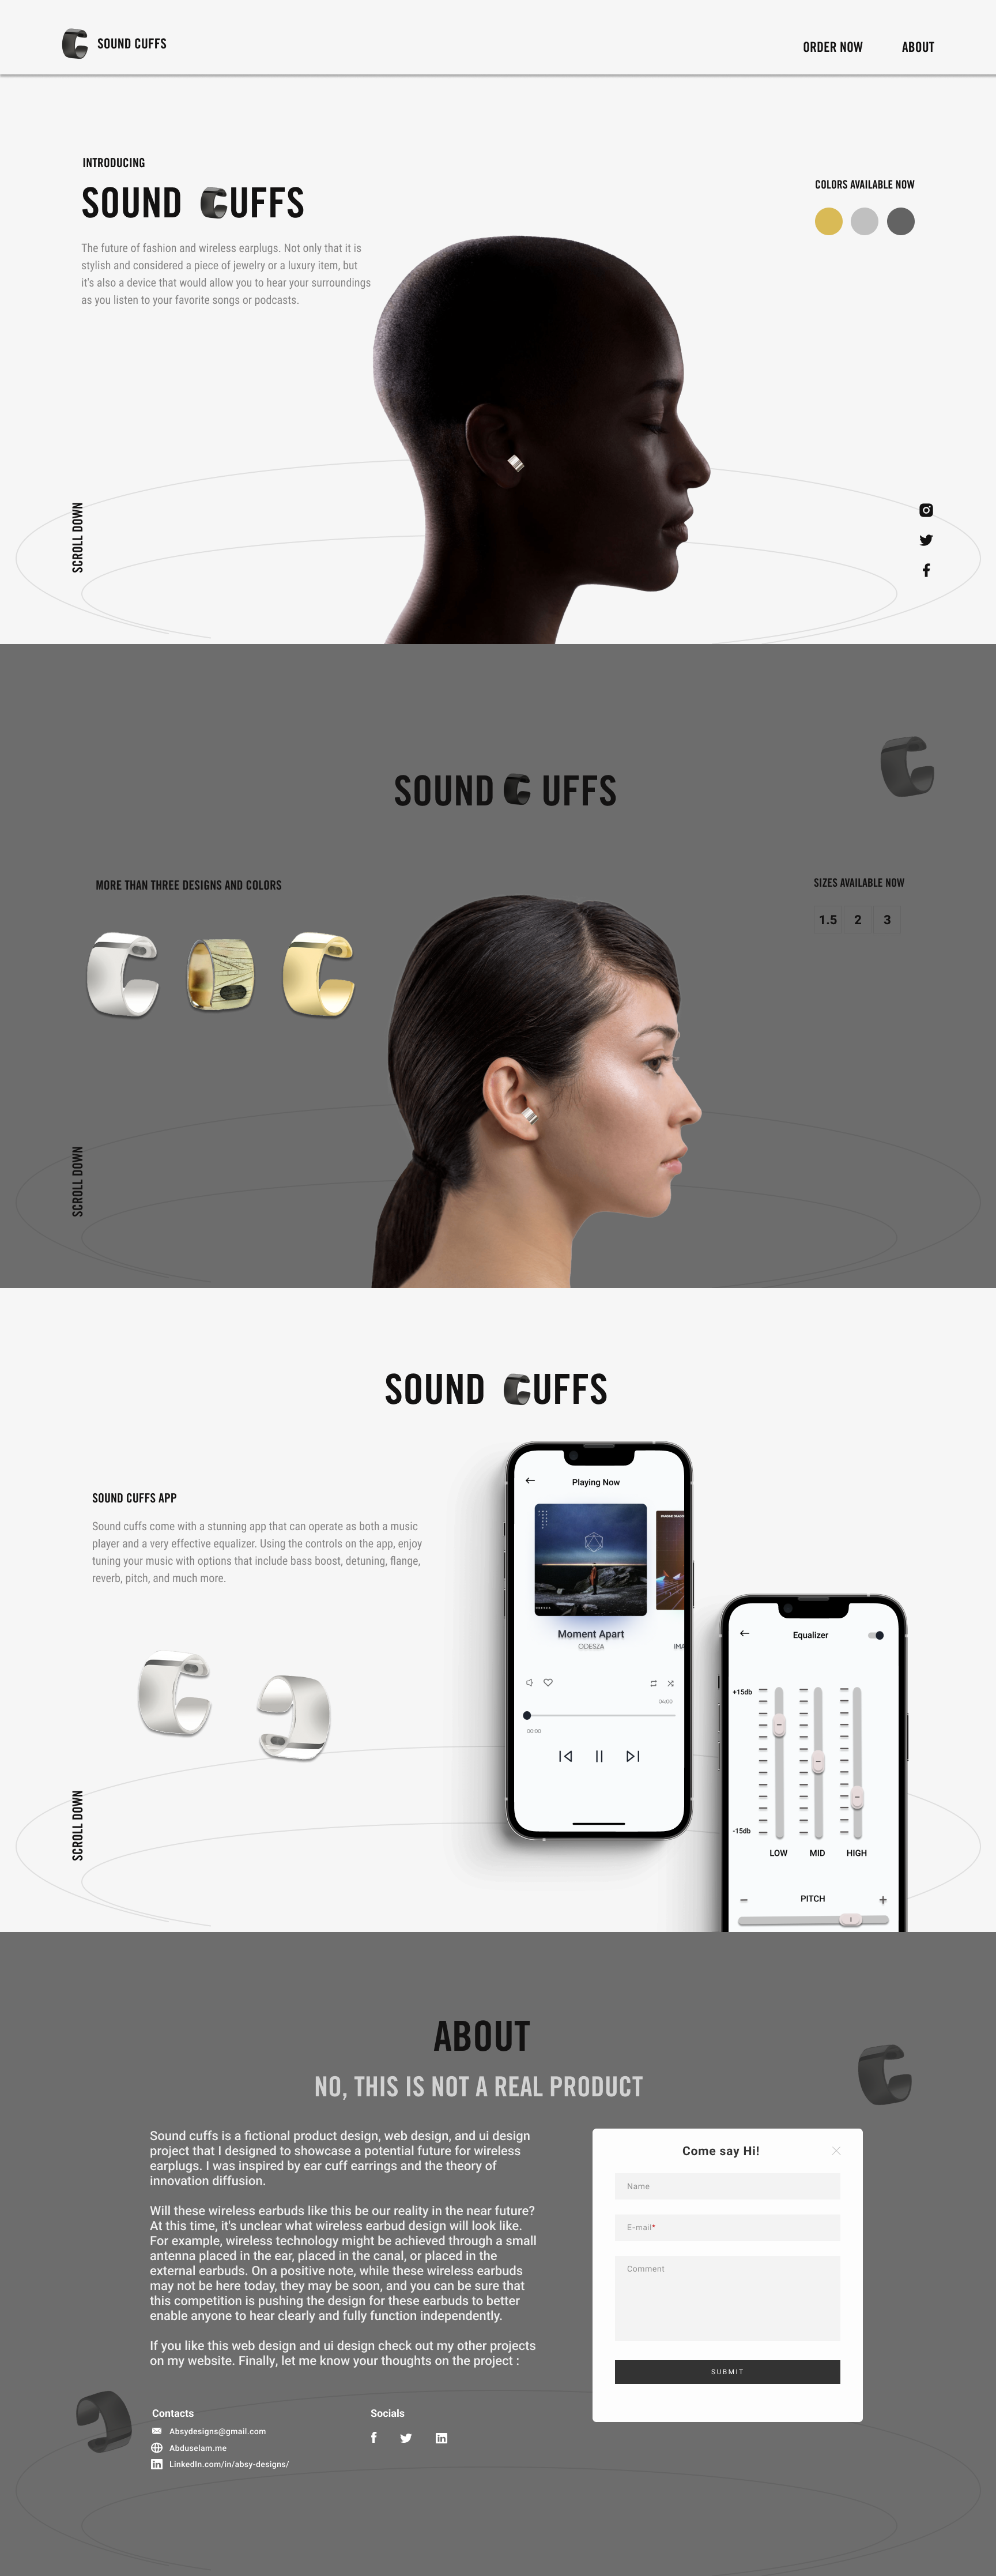 SOUND CUFFS
ORDER NOW
ABOUT
INTRODUCING
SOUND CUFFS
The future of fashion and wireless earplugs. Not only that it is
stylish and considered a piece of jewelry or a luxury item, but
it's also a device that would allow you to hear your surroundings
as you listen to your favorite songs or podcasts.
COLORS AVAILABLE NOW
SCROLL DOWN
SOUND CUFFS
MORE THAN THREE DESIGNS AND COLORS
SIZES AVAILABLE NOW
1.5 2 3
SCROLL DOWN
SOUND CUFFS
SOUND CUFFS APP
Sound cuffs come with a stunning app that can operate as both a music
player and a very effective equalizer. Using the controls on the app, enjoy
tuning your music with options that include bass boost, detuning, flange,
reverb, pitch, and much more.
Playing Now
Moment Apart
ODESZA
IMA
04:00
00:00
Equalizer
+15db
-15db
LOW MID HIGH
PITCH
SCROLL DOWN
ABOUT
NO, THIS IS NOT A REAL PRODUCT
Sound cuffs is a fictional product design, web design, and ui design
project that I designed to showcase a potential future for wireless
earplugs. I was inspired by ear cuff earrings and the theory of
innovation diffusion.
Will these wireless earbuds like this be our reality in the near future?
At this time, it's unclear what wireless earbud design will look like.
For example, wireless technology might be achieved through a small
antenna placed in the ear, placed in the canal, or placed in the
external earbuds. On a positive note, while these wireless earbuds
may not be here today, they may be soon, and you can be sure that
this competition is pushing the design for these earbuds to better
enable anyone to hear clearly and fully function independently.
If you like this web design and ui design check out my other projects
on my website. Finally, let me know your thoughts on the project :
Come say Hi!
Name
E-mail*
Comment
SUBMIT
Contacts
Absydesigns@gmail.com
Abduselam.me
LinkedIn.com/in/absy-designs/
Socials